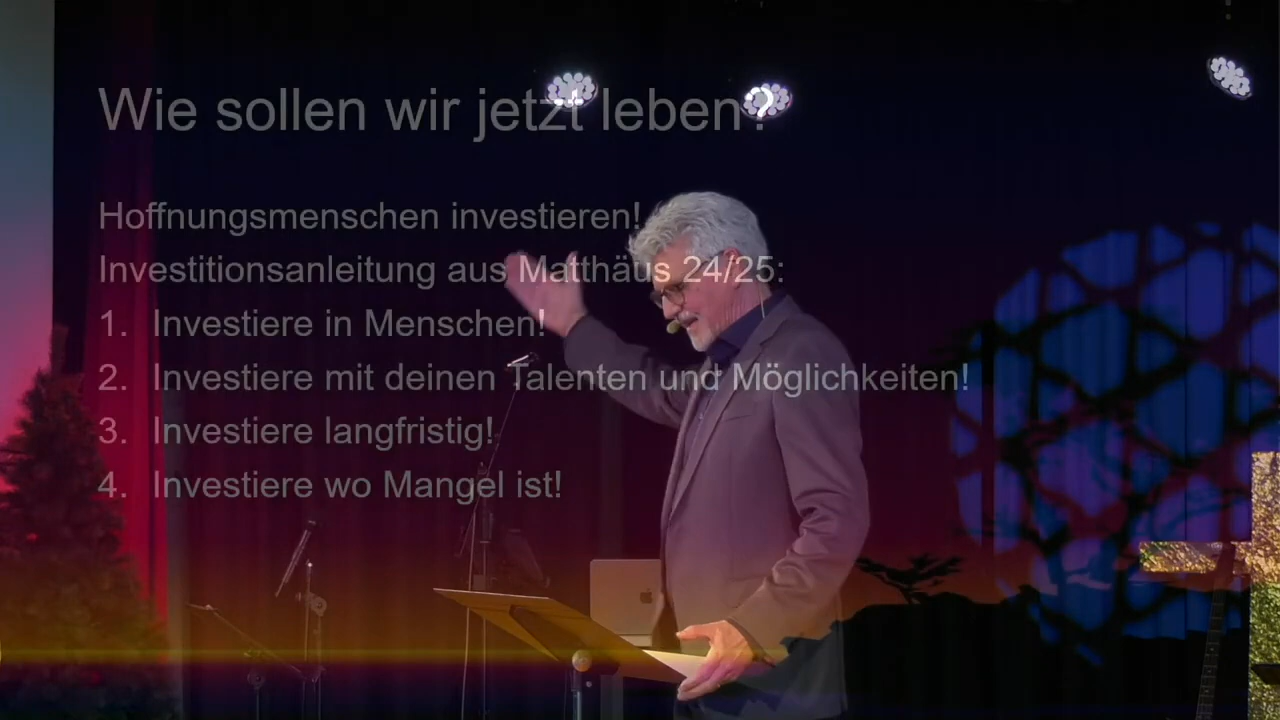 Wie sollen wir jetzt leben?
Hoffnungsmenschen investieren!
Investitionsanleitung aus Matthäus 24/25:
1. Investiere in Menschen!
2. Investiere mit deinen Talenten und Möglichkeiten!
3. Investiere langfristig!
4. Investiere wo Mangel ist!